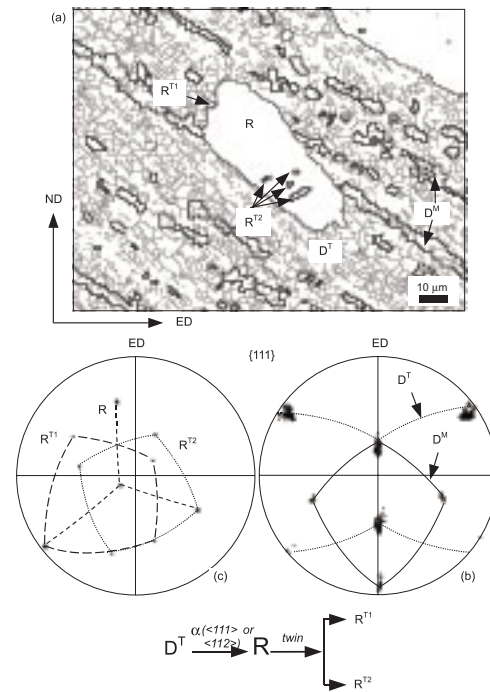 (a)
R^T1
R
ND
R^T2
D^M
D^T
10 μm
ED
ED
{111}
ED
R
D^T
R^T1
R^T2
D^M
(c)
(b)
α(<111> or
<112>)
twin
R^T1
D^T
R
R^T2